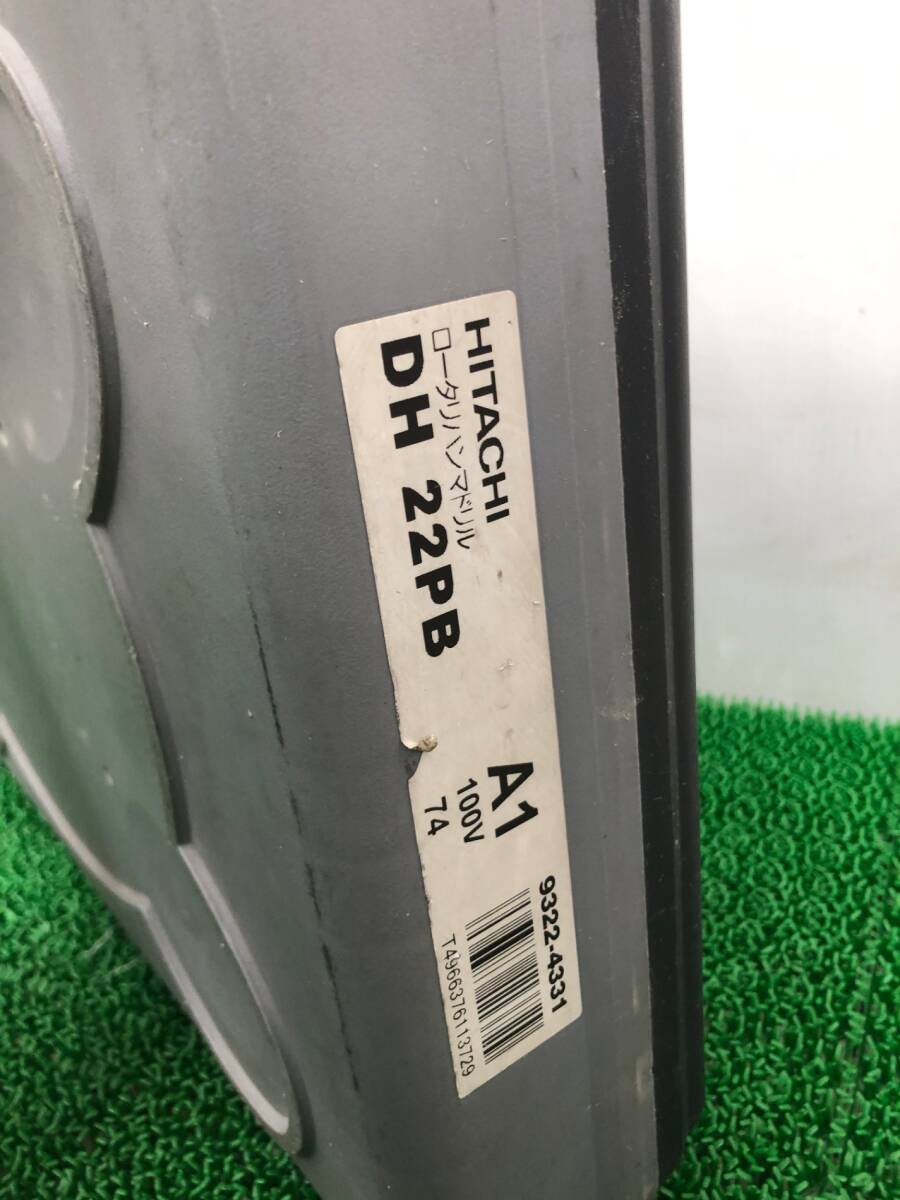 HITACHI
ロータリハンマドリル
DH 22PB
A1
100V
74
9322-4331
T4966376113729